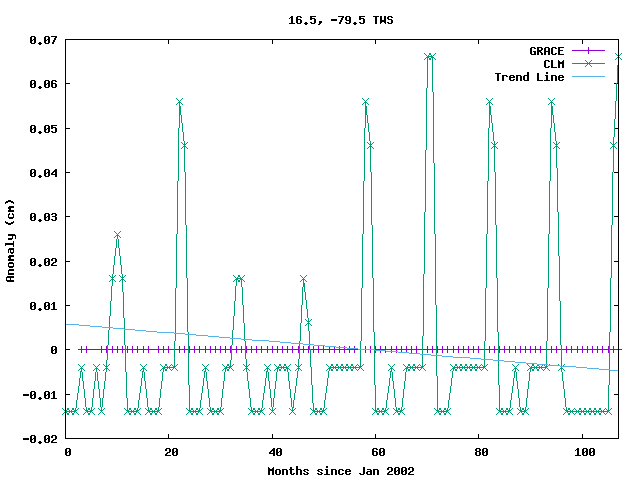 16.5, -79.5 TWS
GRACE
CLM
Trend Line
0.07
0.06
0.05
0.04
0.03
0.02
0.01
0
-0.01
-0.02
Anomaly (cm)
0 20 40 60 80 100
Months since Jan 2002